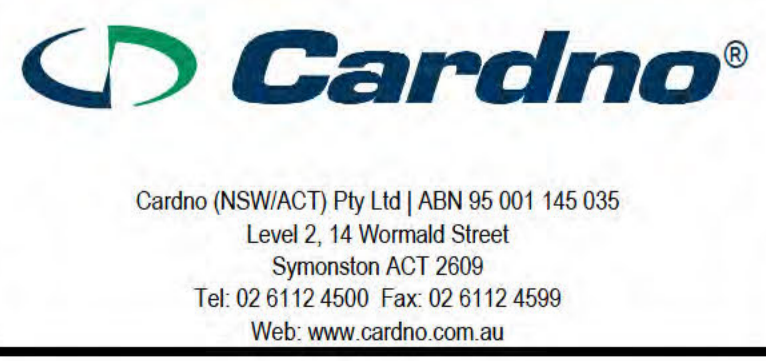 Cardno®
Cardno (NSW/ACT) Pty Ltd | ABN 95 001 145 035
Level 2, 14 Wormald Street
Symonston ACT 2609
Tel: 02 6112 4500 Fax: 02 6112 4599
Web: www.cardno.com.au